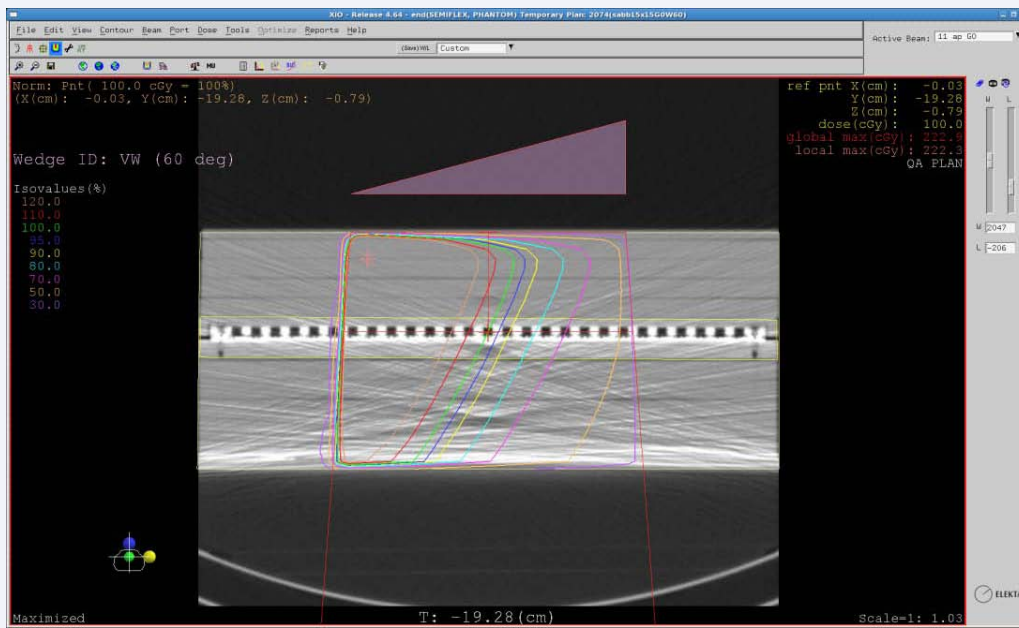 XIO - Release 4.64 - end(SEMIFLEX, PHANTOM) Temporary Plan: 2074(sabb15x15G0W60)
File Edit View Contour Beam Port Dose Tools Optimize Reports Help
Active Beam: 11 ap G0
(Save)VO1 Custom
MU
Norm: Pnt( 100.0 cGy = 100%)
(X(cm): -0.03, Y(cm): -19.28, Z(cm): -0.79)
ref pnt X(cm): -0.03
Y(cm): -19.28
Z(cm): -0.79
dose(cGy): 100.0
global max(cGy): 222.9
local max(cGy): 222.3
QA PLAN
W L
Wedge ID: VW (60 deg)
Isovalues(%)
120.0
110.0
100.0
95.0
90.0
80.0
70.0
50.0
30.0
W 2047
L -206
ELEKTA
Maximized
T: -19.28(cm)
Scale=1: 1.03